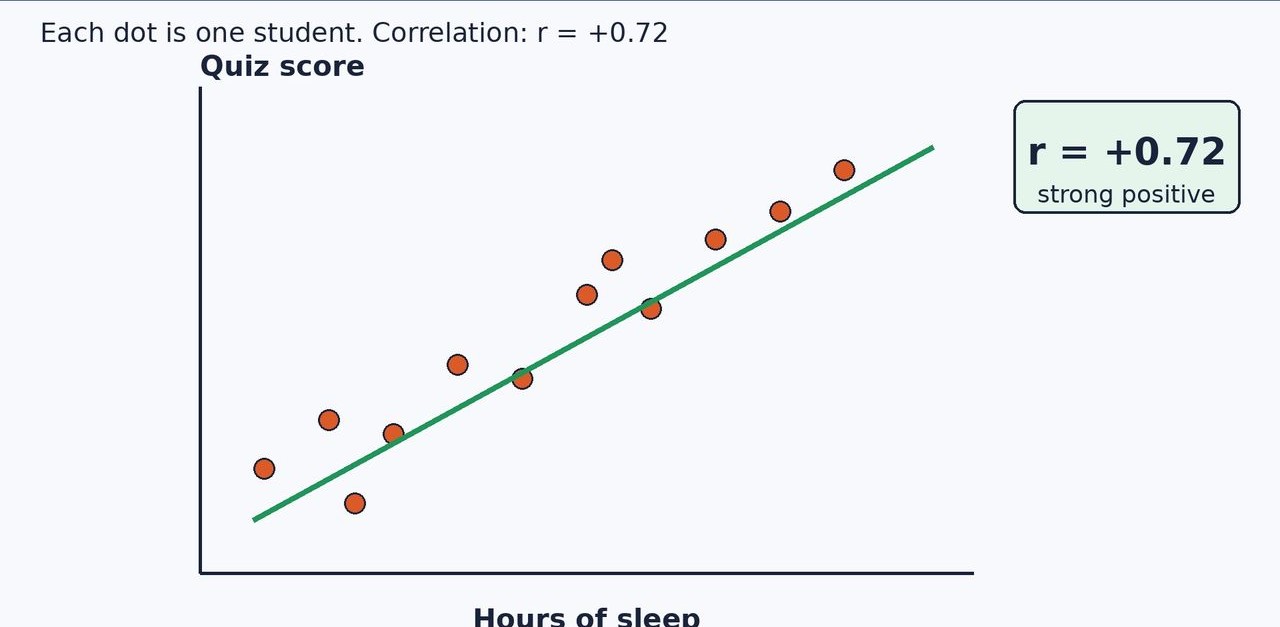 Each dot is one student. Correlation: r = +0.72
Quiz score
r = +0.72
strong positive
Hours of sleep